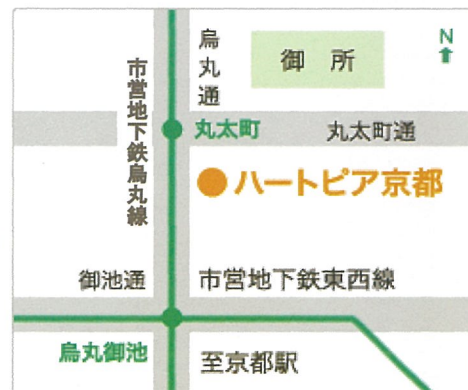 烏丸通
御所
N
市営地下鉄烏丸線
丸太町
丸太町通
ハートピア京都
御池通
市営地下鉄東西線
烏丸御池
至京都駅